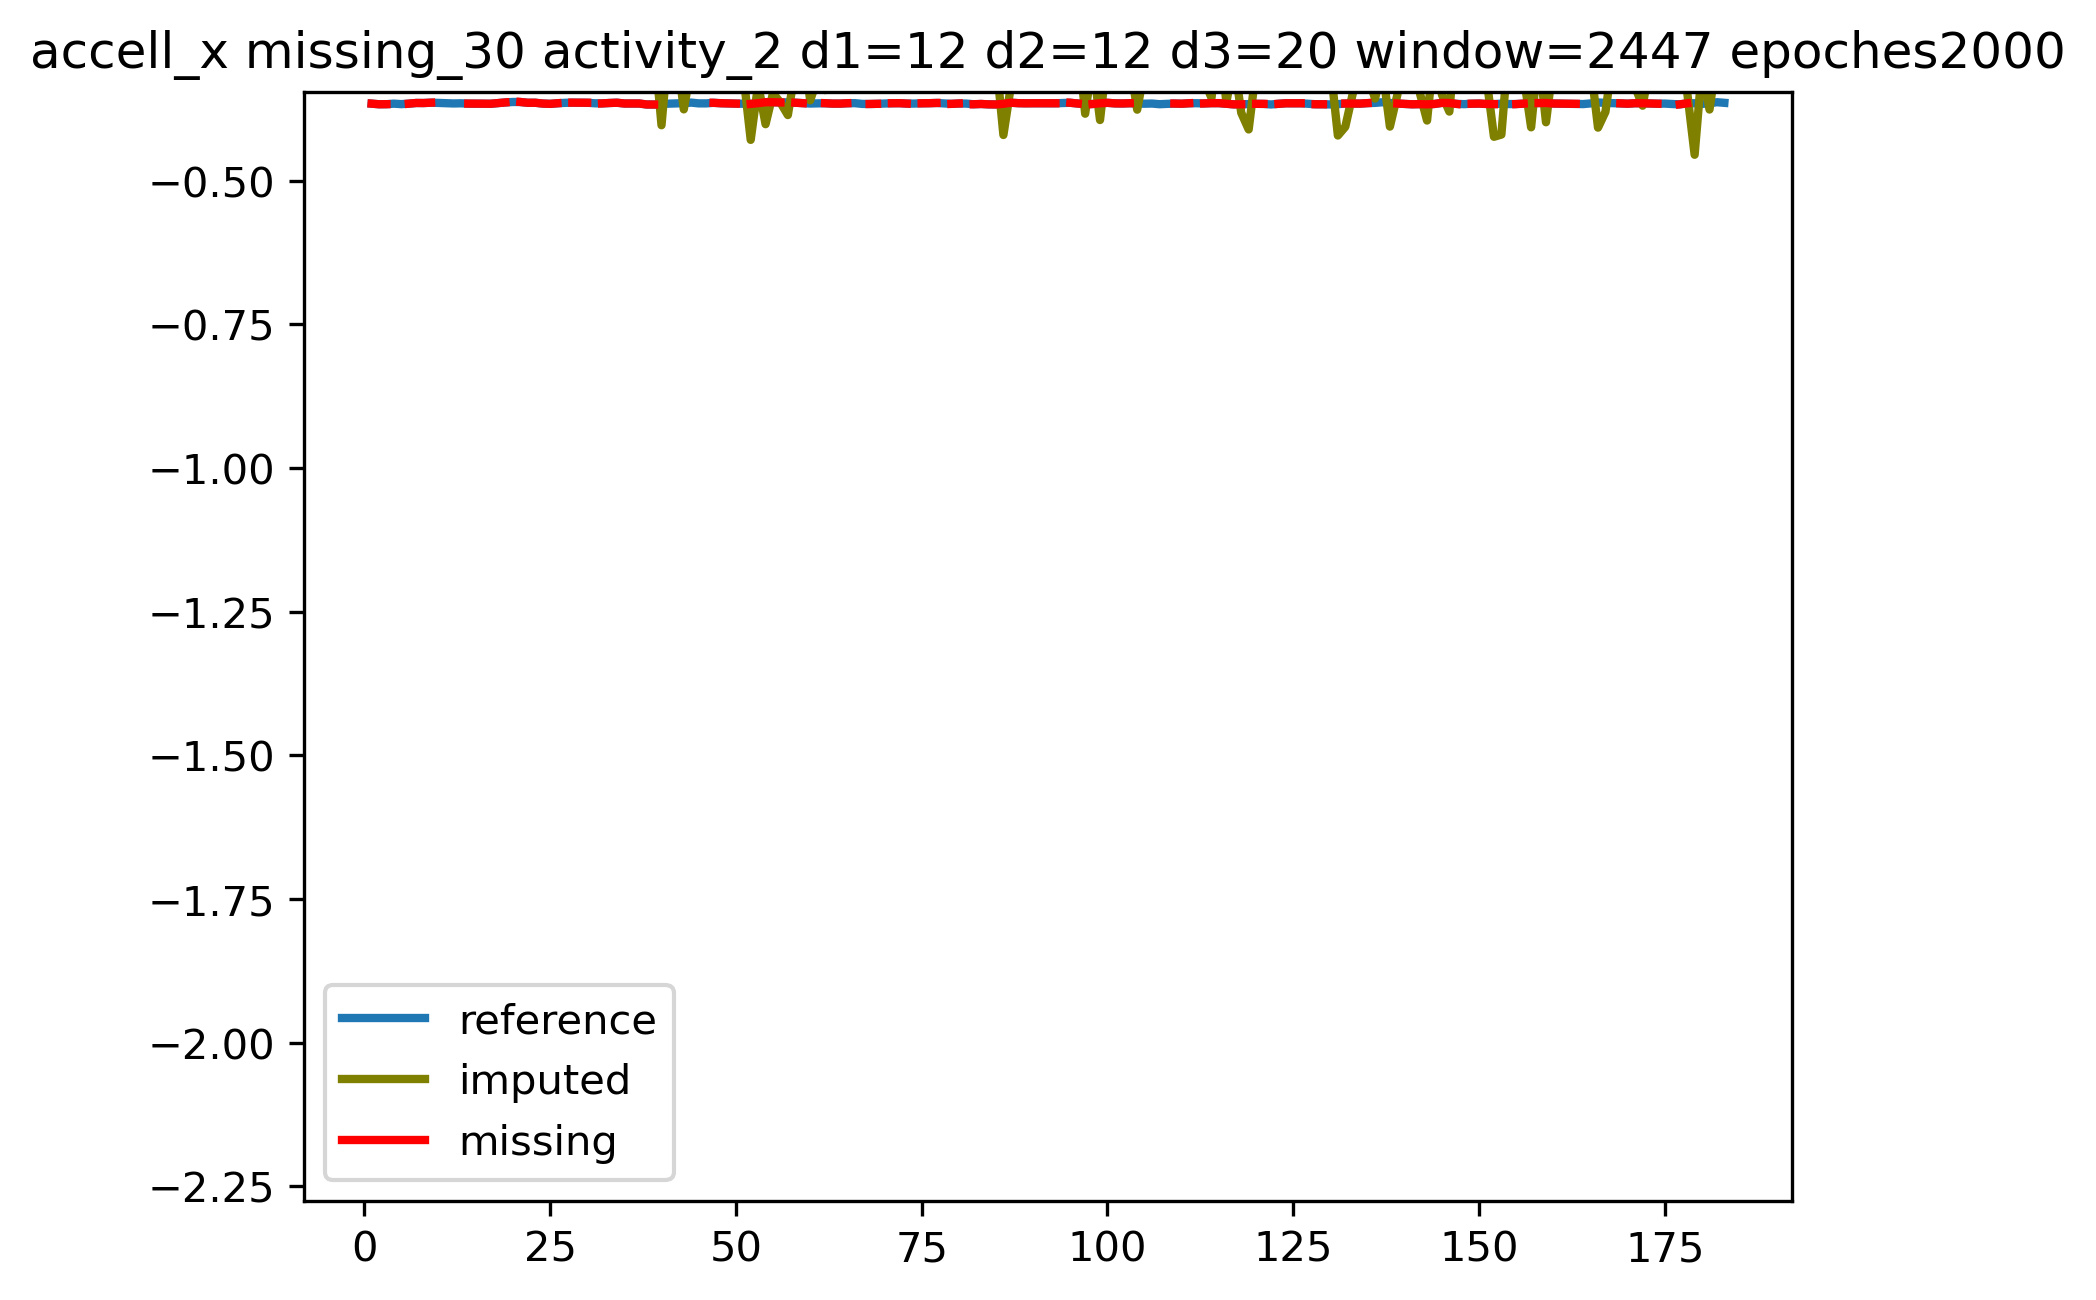 accell_x missing_30 activity_2 d1=12 d2=12 d3=20 window=2447 epoches2000
−0.50
−0.75
−1.00
−1.25
−1.50
−1.75
−2.00
−2.25
reference
imputed
missing
0 25 50 75 100 125 150 175